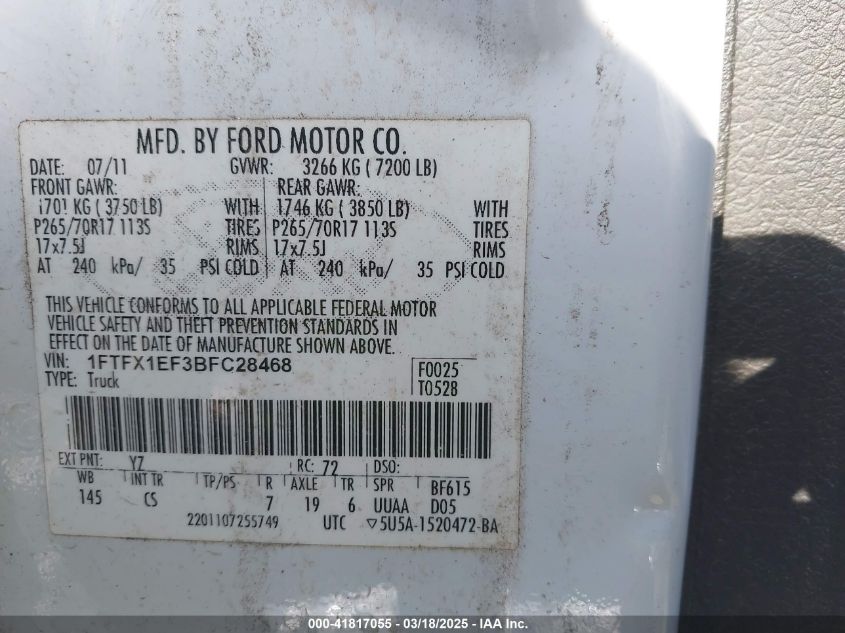 MFD. BY FORD MOTOR CO.
DATE: 07/11 GVWR: 3266 KG ( 7200 LB)
FRONT GAWR: REAR GAWR:
1701 KG ( 3750 LB) WITH 1746 KG ( 3850 LB) WITH
P265/70R17 113S TIRES P265/70R17 113S TIRES
17x7.5J RIMS 17x7.5J RIMS
AT 240 kPa/ 35 PSI COLD AT 240 kPa/ 35 PSI COLD
THIS VEHICLE CONFORMS TO ALL APPLICABLE FEDERAL MOTOR
VEHICLE SAFETY AND THEFT PREVENTION STANDARDS IN
EFFECT ON THE DATE OF MANUFACTURE SHOWN ABOVE.
VIN: 1FTFX1EF3BFC28468 F0025
TYPE: Truck T0528
EXT PNT: YZ RC: 72 DSO:
WB INT TR TP/PS R AXLE TR SPR BF615
145 CS 7 19 6 UUAA D05
2201107255749 UTC ▽5U5A-1520472-BA
000-41817055 - 03/18/2025 - IAA Inc.